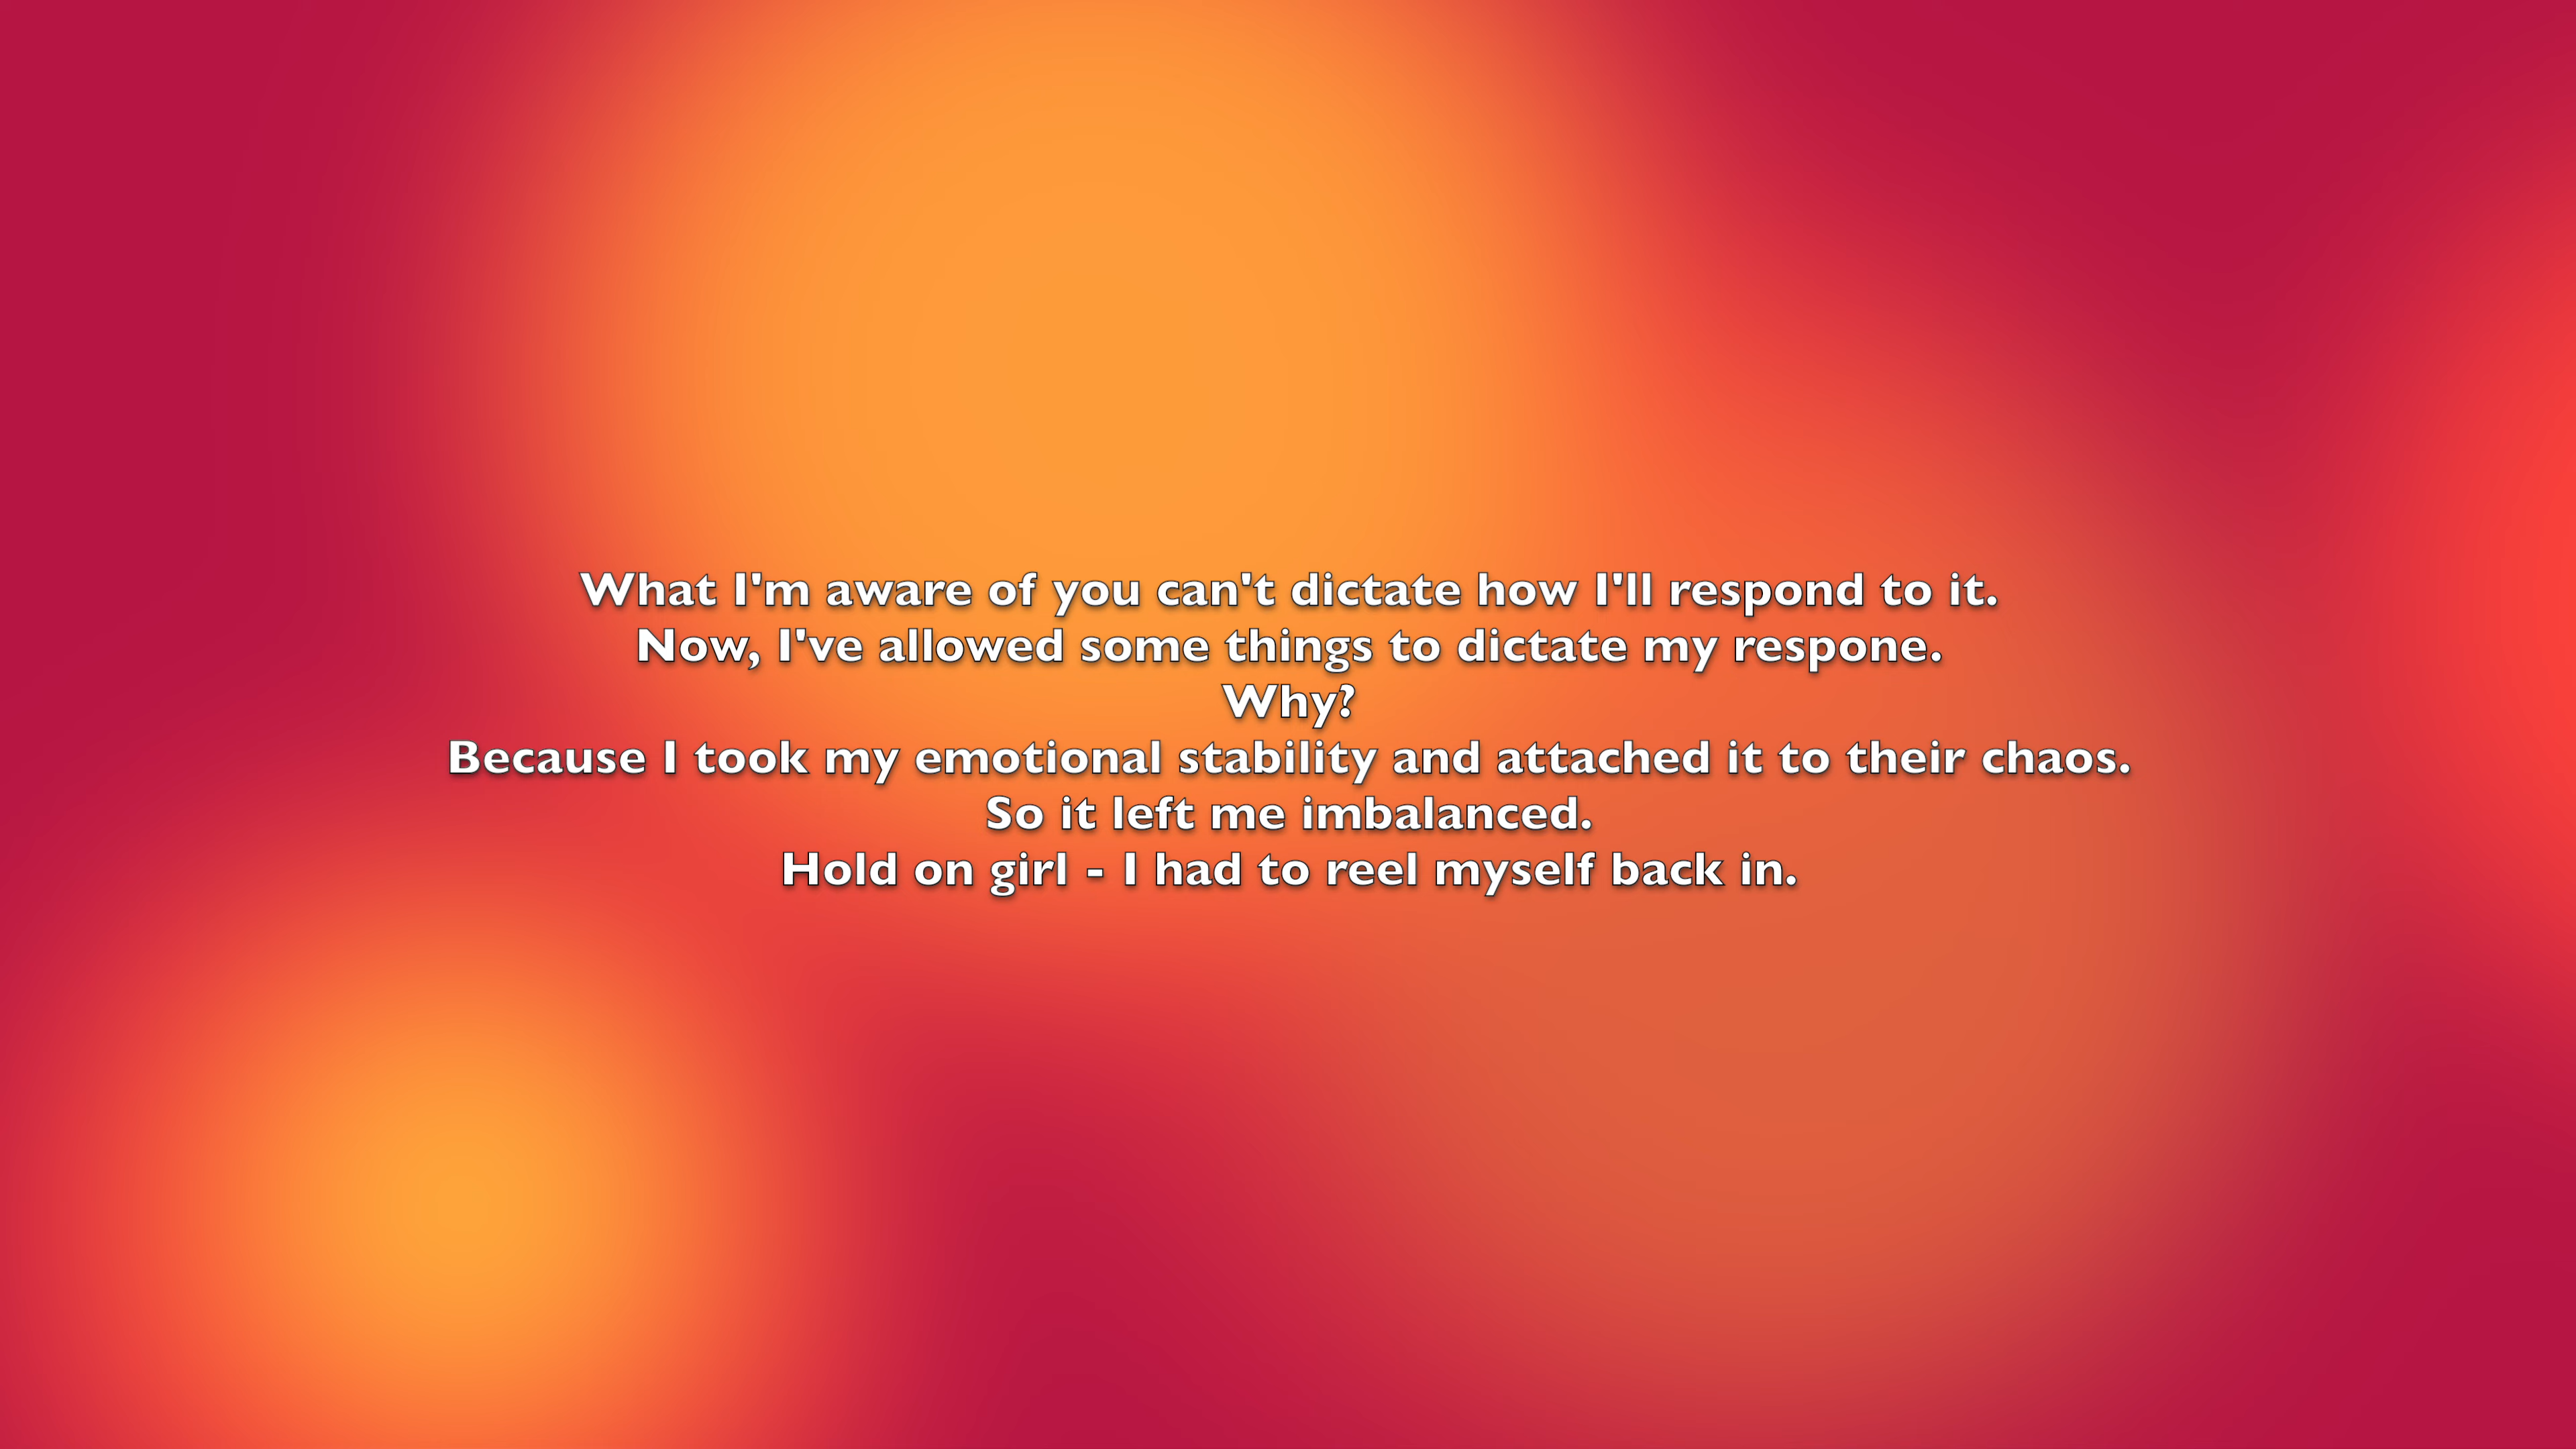 What I'm aware of you can't dictate how I'll respond to it.
Now, I've allowed some things to dictate my respone.
Why?
Because I took my emotional stability and attached it to their chaos.
So it left me imbalanced.
Hold on girl - I had to reel myself back in.